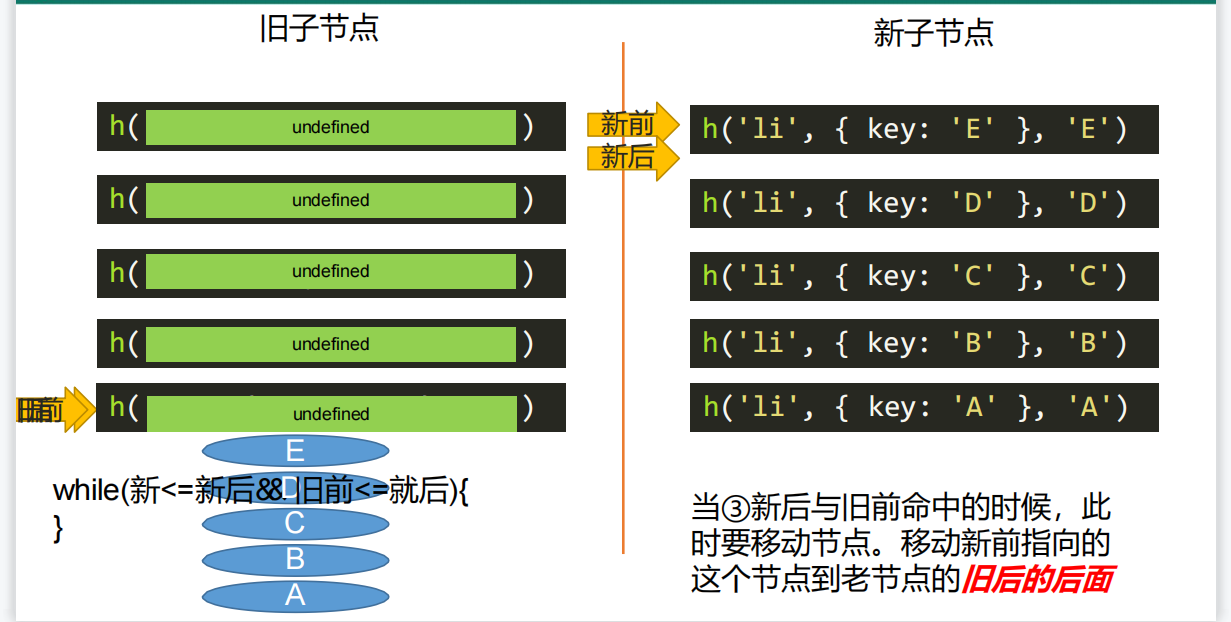 旧子节点
新子节点
h( undefined )
h( undefined )
h( undefined )
h( undefined )
旧前
h( undefined )
E
D
C
B
A
while(新<=新后&&旧前<=就后){
}
新前
新后
h('li', { key: 'E' }, 'E')
h('li', { key: 'D' }, 'D')
h('li', { key: 'C' }, 'C')
h('li', { key: 'B' }, 'B')
h('li', { key: 'A' }, 'A')
当③新后与旧前命中的时候，此
时要移动节点。移动新前指向的
这个节点到老节点的旧后的后面